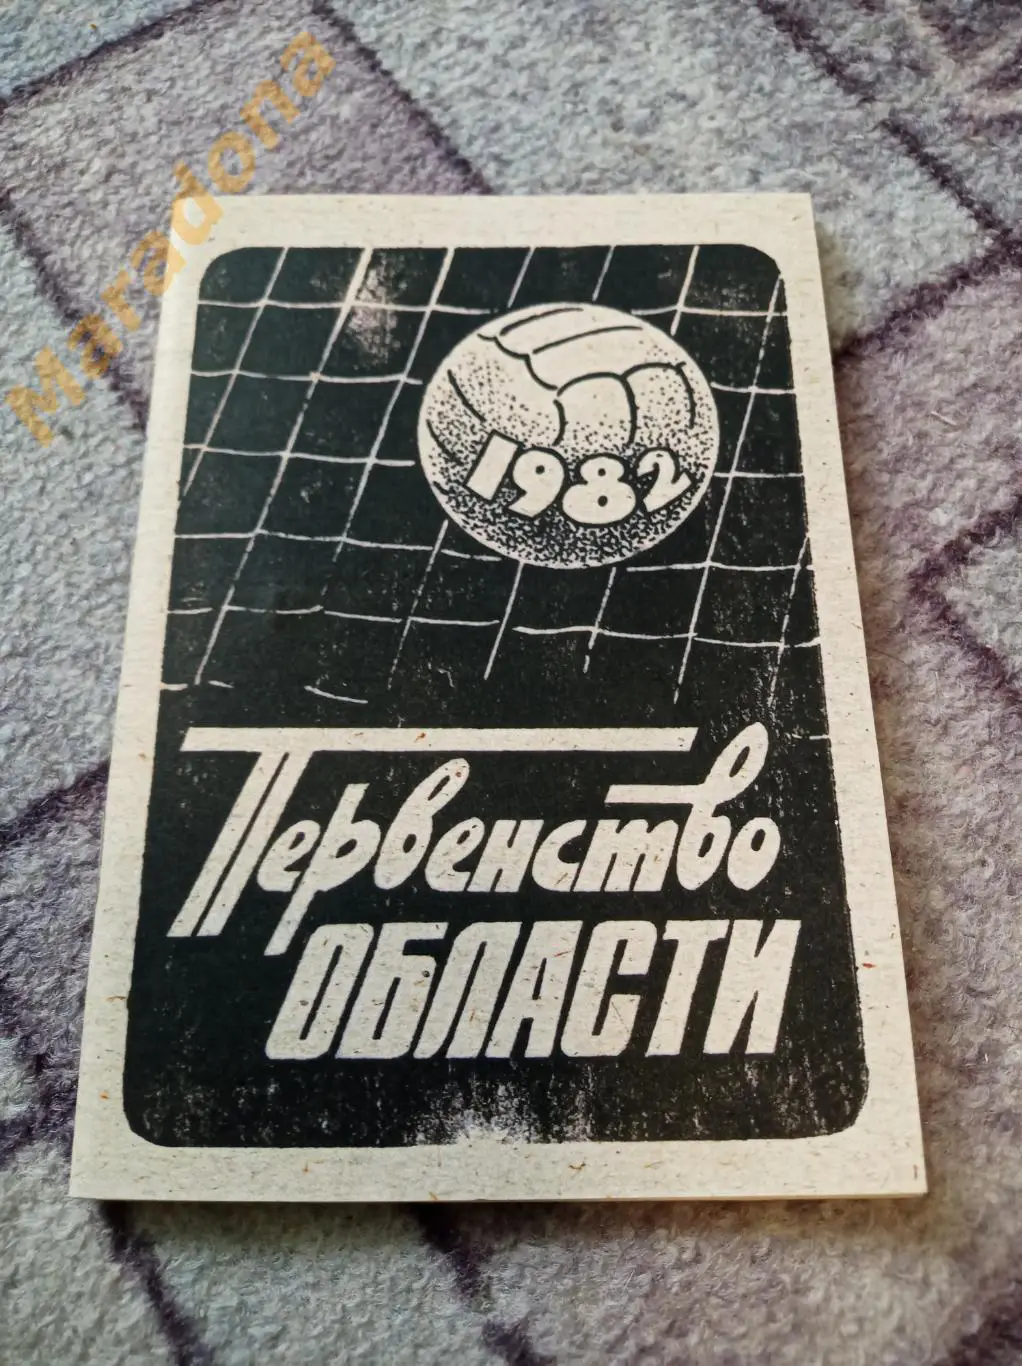 Maradona
1982
Первенство
ОБЛАСТИ